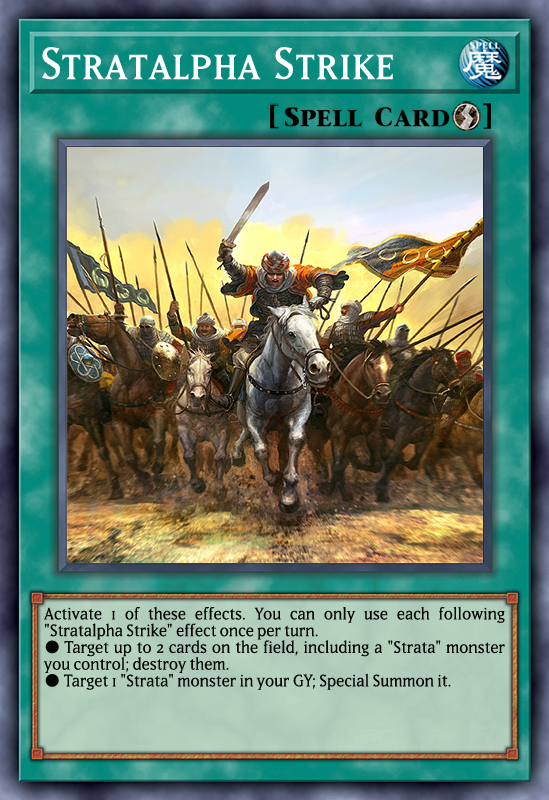 Stratalpha Strike
SPELL
魔
[Spell Card]
Activate 1 of these effects. You can only use each following
"Stratalpha Strike" effect once per turn.
● Target up to 2 cards on the field, including a "Strata" monster
you control; destroy them.
● Target 1 "Strata" monster in your GY; Special Summon it.